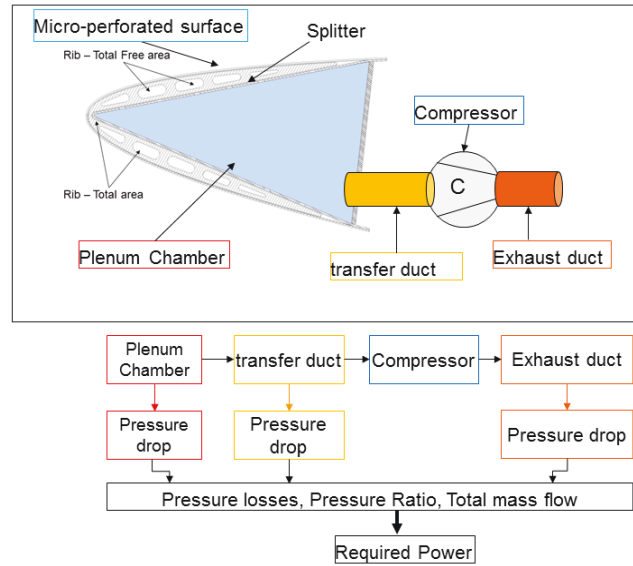 Micro-perforated surface
Rib – Total Free area
Splitter
Compressor
C
Rib – Total area
Plenum Chamber
transfer duct
Exhaust duct
Plenum
Chamber
transfer duct
Compressor
Exhaust duct
Pressure
drop
Pressure
drop
Pressure drop
Pressure losses, Pressure Ratio, Total mass flow
Required Power